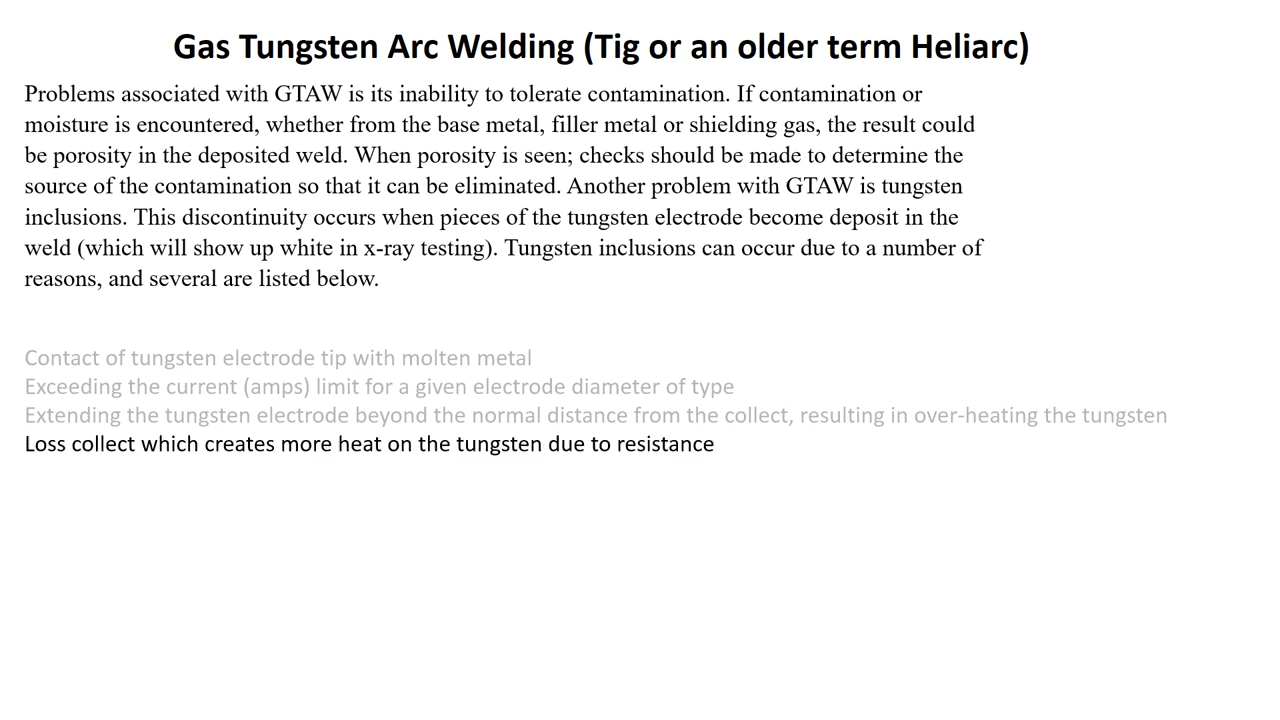 Gas Tungsten Arc Welding (Tig or an older term Heliarc)
Problems associated with GTAW is its inability to tolerate contamination. If contamination or
moisture is encountered, whether from the base metal, filler metal or shielding gas, the result could
be porosity in the deposited weld. When porosity is seen; checks should be made to determine the
source of the contamination so that it can be eliminated. Another problem with GTAW is tungsten
inclusions. This discontinuity occurs when pieces of the tungsten electrode become deposit in the
weld (which will show up white in x-ray testing). Tungsten inclusions can occur due to a number of
reasons, and several are listed below.
Contact of tungsten electrode tip with molten metal
Exceeding the current (amps) limit for a given electrode diameter of type
Extending the tungsten electrode beyond the normal distance from the collect, resulting in over-heating the tungsten
Loss collect which creates more heat on the tungsten due to resistance